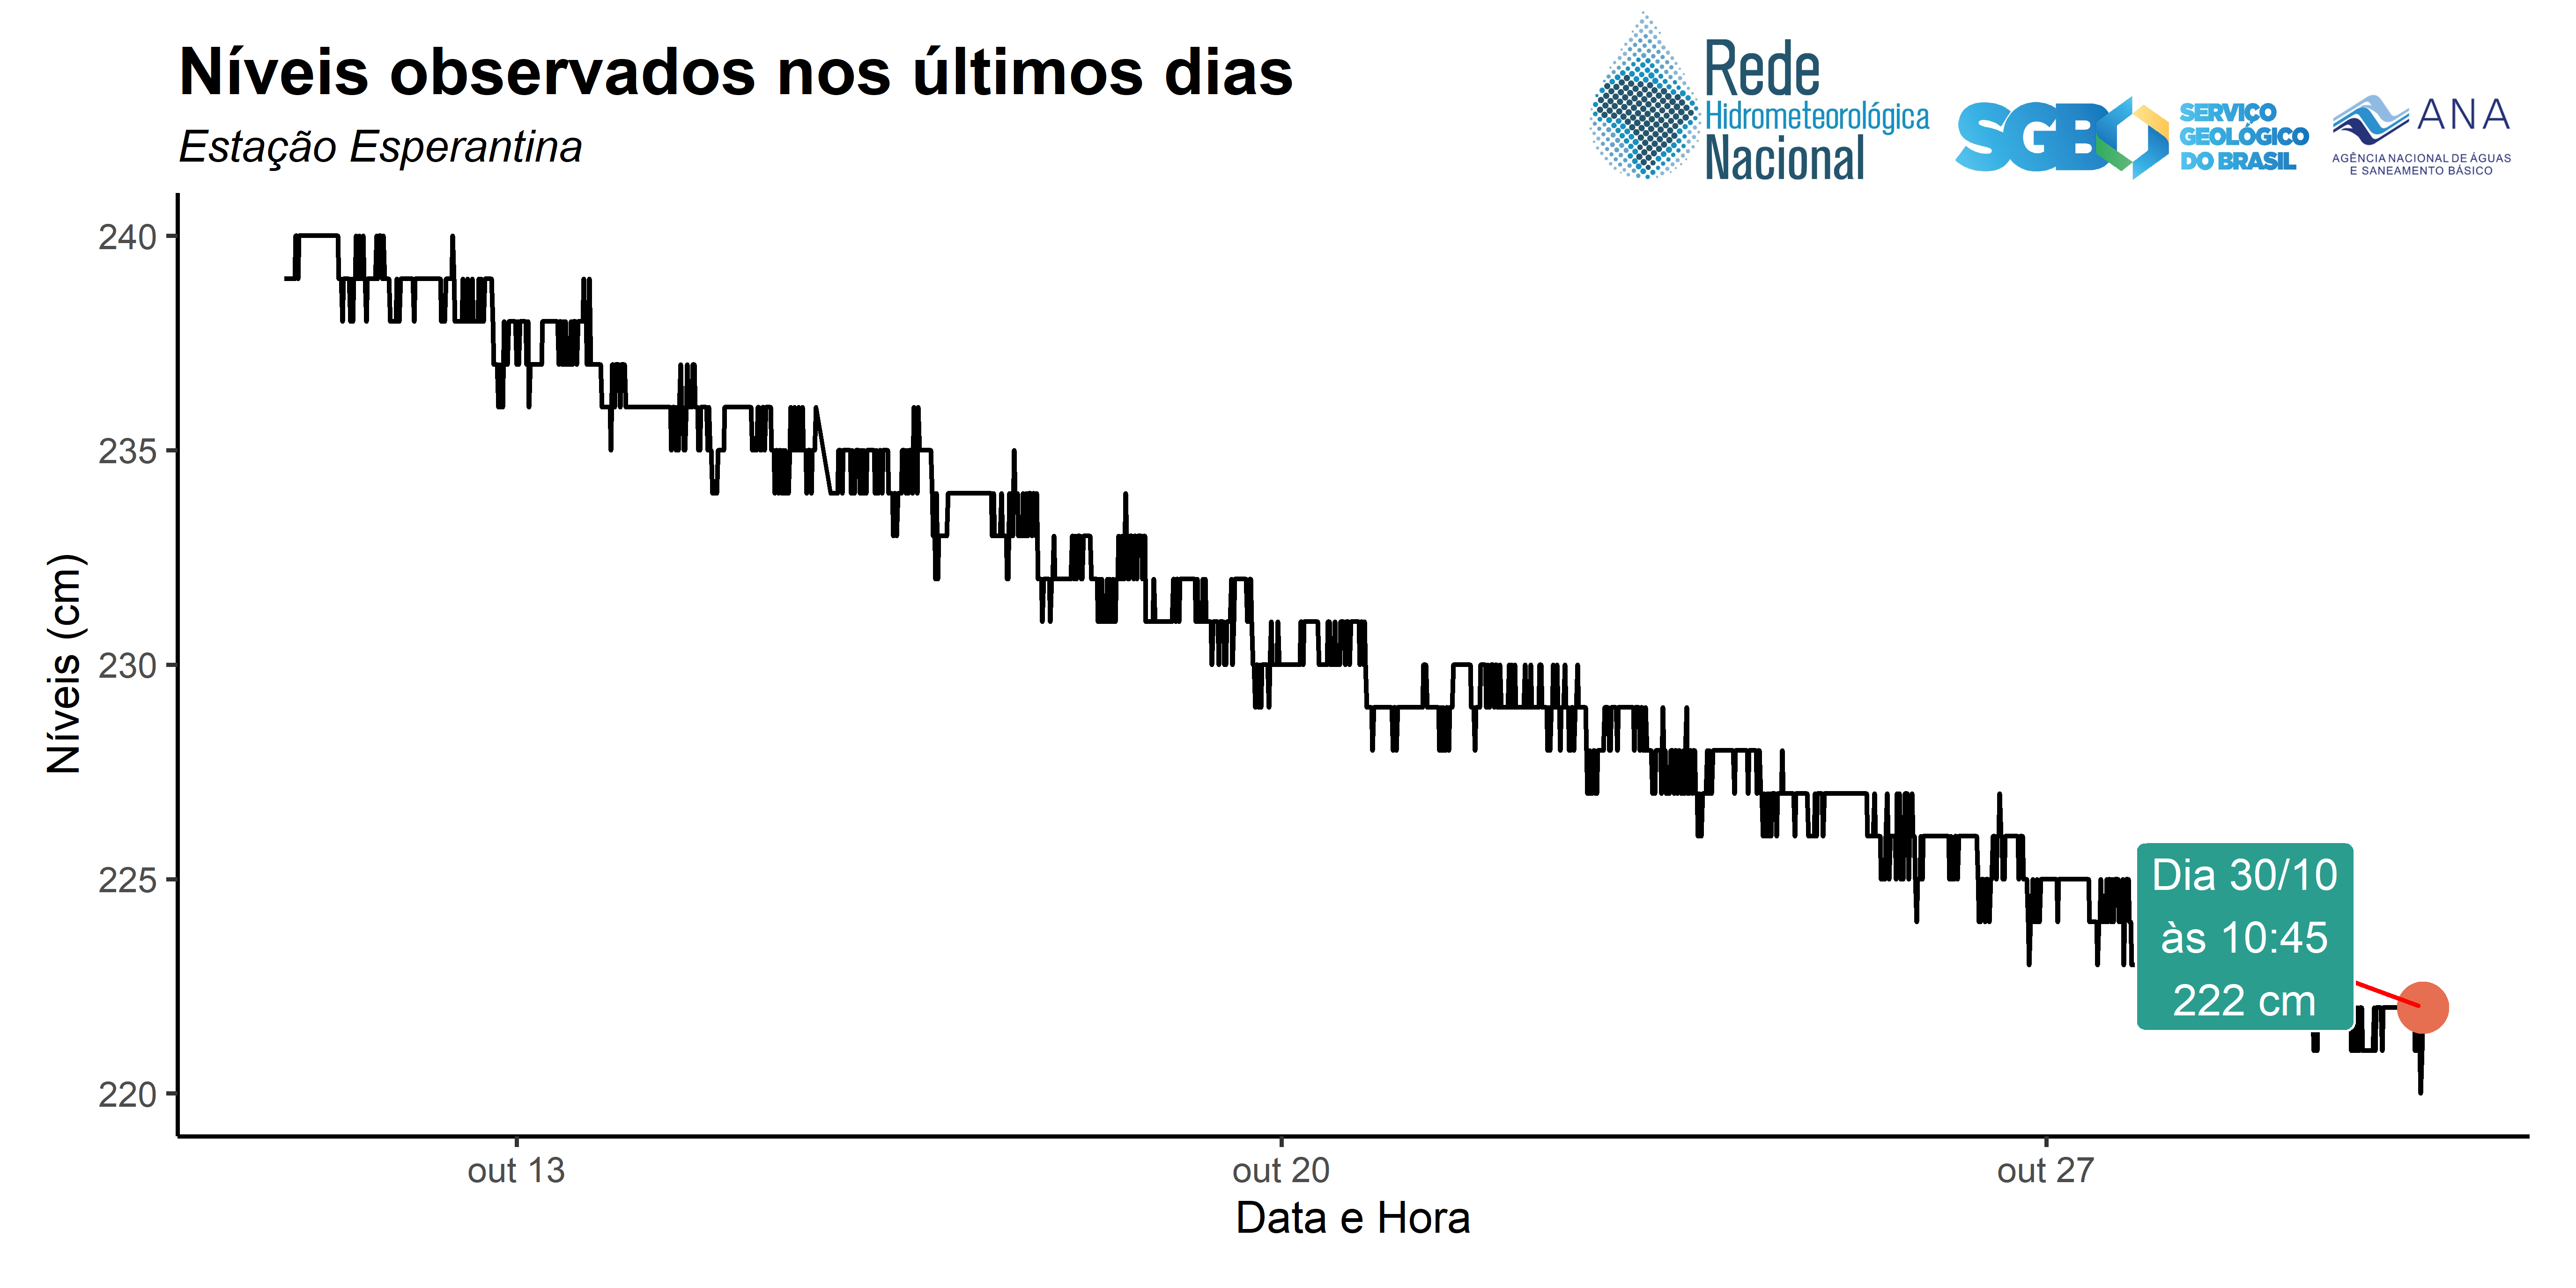 Níveis observados nos últimos dias
Estação Esperantina
Rede
Hidrometeorológica
Nacional
SGB
SERVIÇO
GEOLÓGICO
DO BRASIL
ANA
AGÊNCIA NACIONAL DE ÁGUAS
E SANEAMENTO BÁSICO
Níveis (cm)
240
235
230
225
220
Dia 30/10
às 10:45
222 cm
out 13
out 20
out 27
Data e Hora